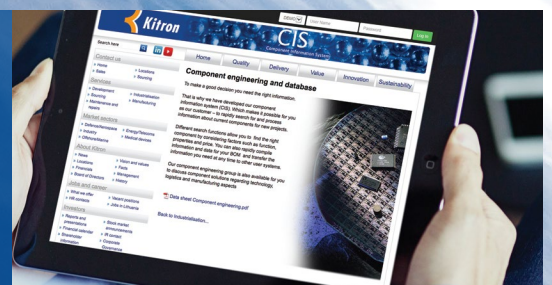 DEMO
User Name
Password
Log in
Kitron
CIS
Component Information System
Search here
in
Home
Quality
Delivery
Value
Innovation
Sustainability
Contact us
» Home
» Sales
» Locations
» Sourcing
Services
» Development
» Sourcing
» Maintenance and
repairs
» Industrialisation
» Manufacturing
Market sectors
» Defence/Aerospace
» Industry
» Offshore/Marine
» Energy/Telecoms
» Medical devices
About Kitron
» News
» Locations
» Financials
» Board of Directors
» Vision and values
» Facts
» Management
» History
Jobs and career
» What we offer
» HR contacts
» Vacant positions
» Jobs in Lithuania
Investors
» Reports and
presentations
» Financial calendar
» Shareholder
information
» Stock market
announcements
» IR contact
» Corporate
Governance
Component engineering and database
To make a good decision you need the right information.
That is why we have developed our component
information system (CIS). Which makes it possible for you
as our customer – to rapidly search for and process
information about current components for new projects.
Different search functions allow you to find the right
component by considering factors such as function,
properties and price. You can also rapidly compile
information and data for your BOM and transfer the
information you need at any time to other user systems.
Our component engineering group is also available for you
to discuss component solutions regarding technology,
logistics and manufacturing aspects
Data sheet Component engineering.pdf
Back to Industrialisation...